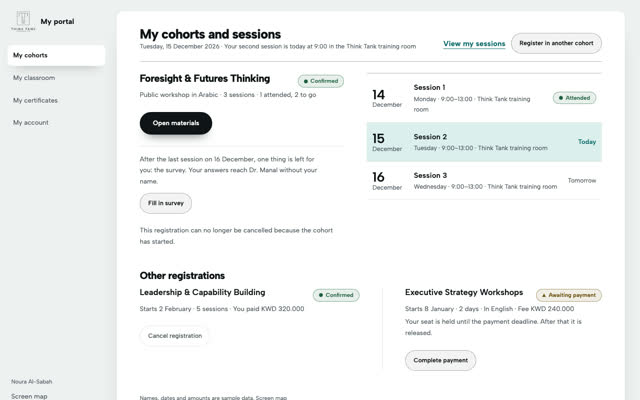 THINK TANK
My portal
My cohorts
My classroom
My certificates
My account
Noura Al-Sabah
Screen map
My cohorts and sessions
Tuesday, 15 December 2026 · Your second session is today at 9:00 in the Think Tank training room
View my sessions
Register in another cohort
Foresight & Futures Thinking
Confirmed
Public workshop in Arabic · 3 sessions · 1 attended, 2 to go
Open materials
After the last session on 16 December, one thing is left for
you: the survey. Your answers reach Dr. Manal without your
name.
Fill in survey
This registration can no longer be cancelled because the cohort
has started.
14
December
Session 1
Monday · 9:00–13:00 · Think Tank training
room
Attended
15
December
Session 2
Tuesday · 9:00–13:00 · Think Tank training room
Today
16
December
Session 3
Wednesday · 9:00–13:00 · Think Tank training room
Tomorrow
Other registrations
Leadership & Capability Building
Confirmed
Starts 2 February · 5 sessions · You paid KWD 320.000
Cancel registration
Executive Strategy Workshops
Awaiting payment
Starts 8 January · 2 days · In English · Fee KWD 240.000
Your seat is held until the payment deadline. After that it is
released.
Complete payment
Names, dates and amounts are sample data. Screen map